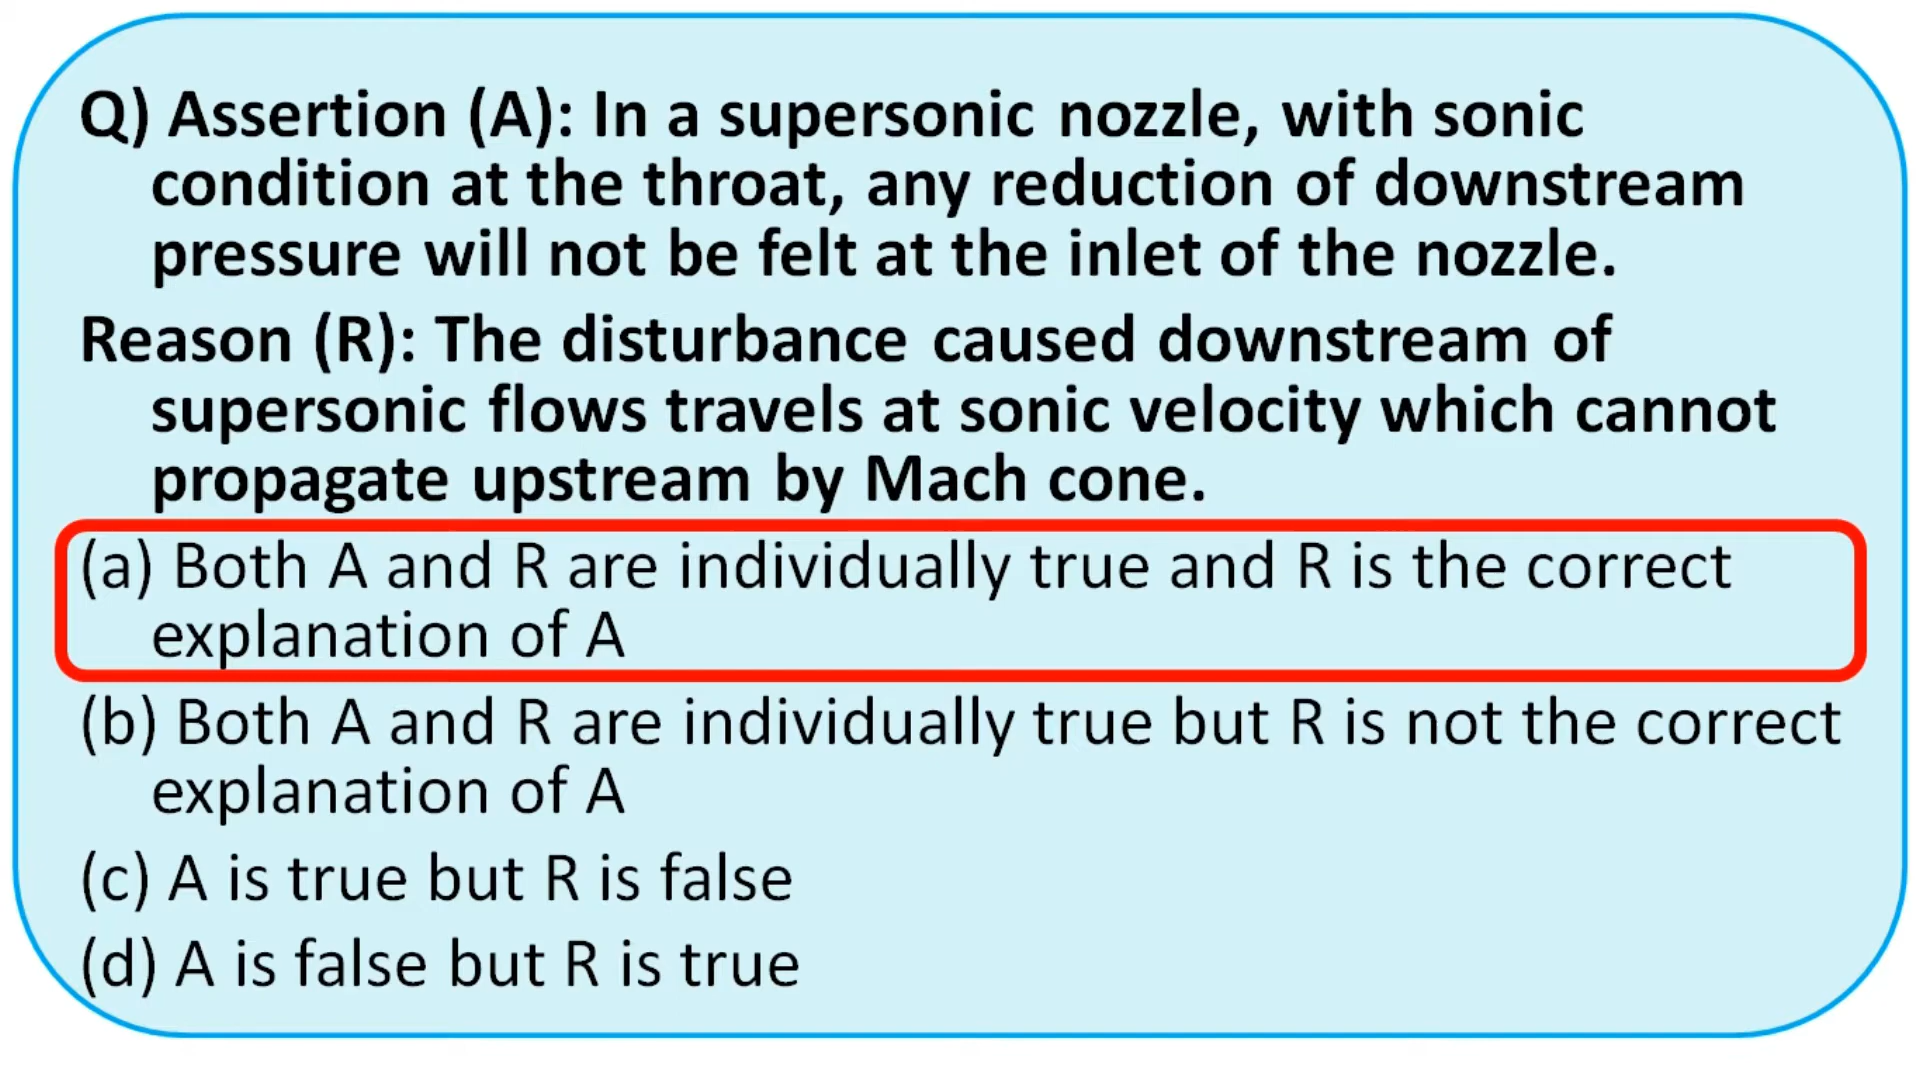 Q) Assertion (A): In a supersonic nozzle, with sonic
condition at the throat, any reduction of downstream
pressure will not be felt at the inlet of the nozzle.
Reason (R): The disturbance caused downstream of
supersonic flows travels at sonic velocity which cannot
propagate upstream by Mach cone.
(a) Both A and R are individually true and R is the correct
explanation of A
(b) Both A and R are individually true but R is not the correct
explanation of A
(c) A is true but R is false
(d) A is false but R is true